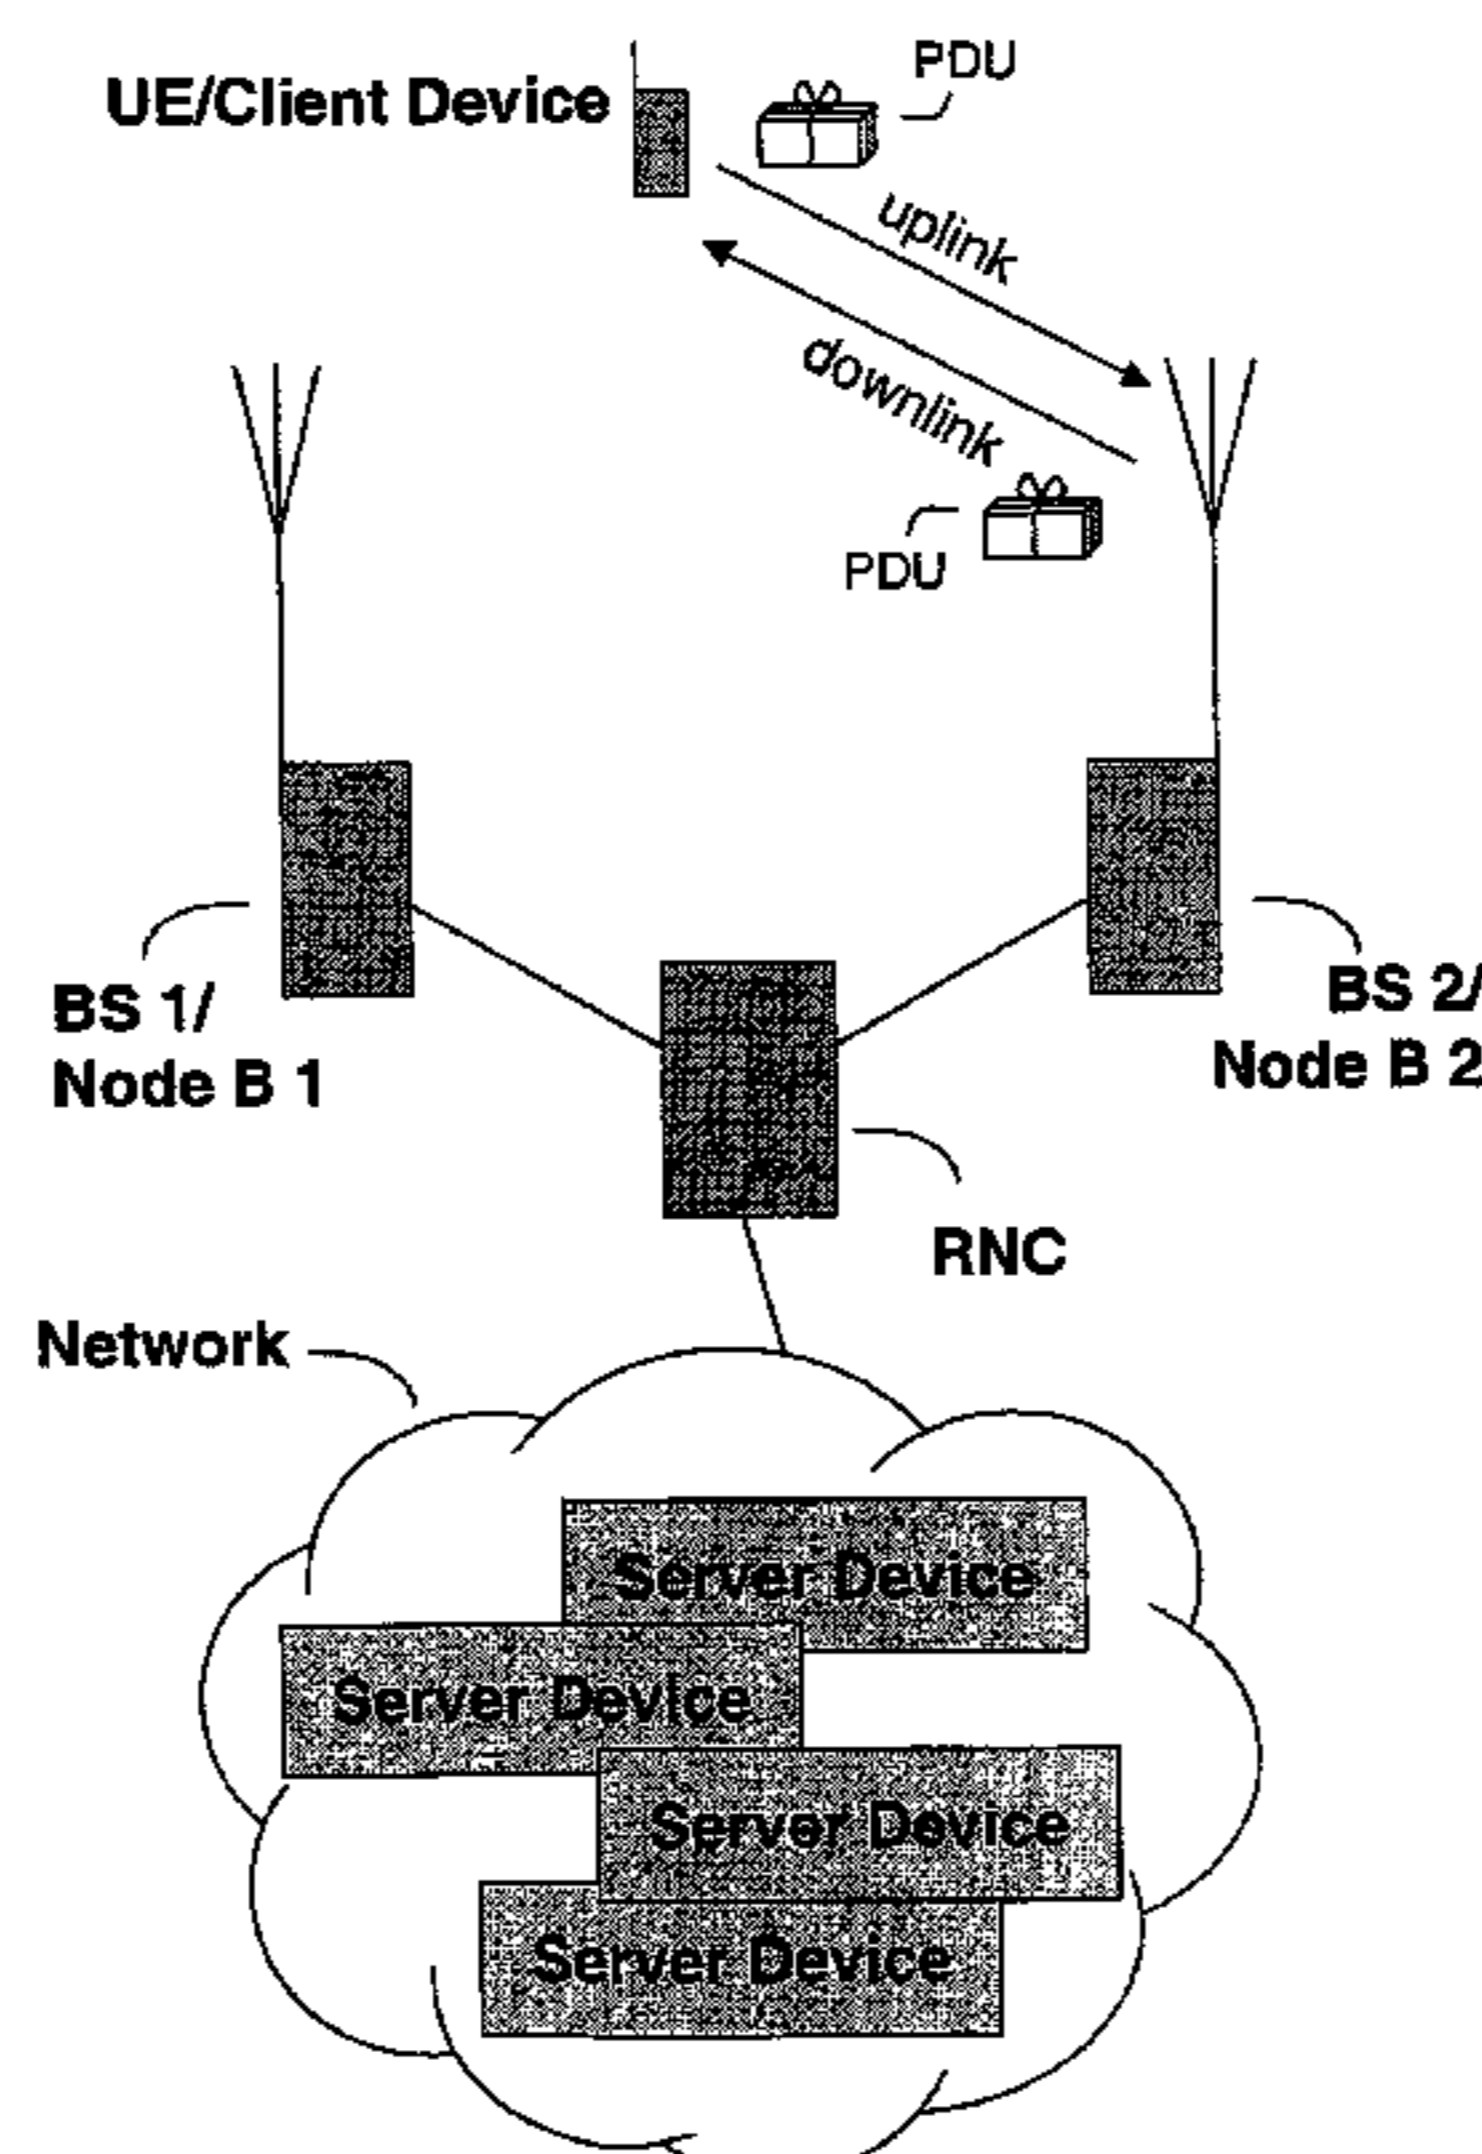 PDU
UE/Client Device
uplink
downlink
PDU
BS 1/
Node B 1
BS 2/
Node B 2
RNC
Network
Server Device
Server Device
Server Device
Server Device